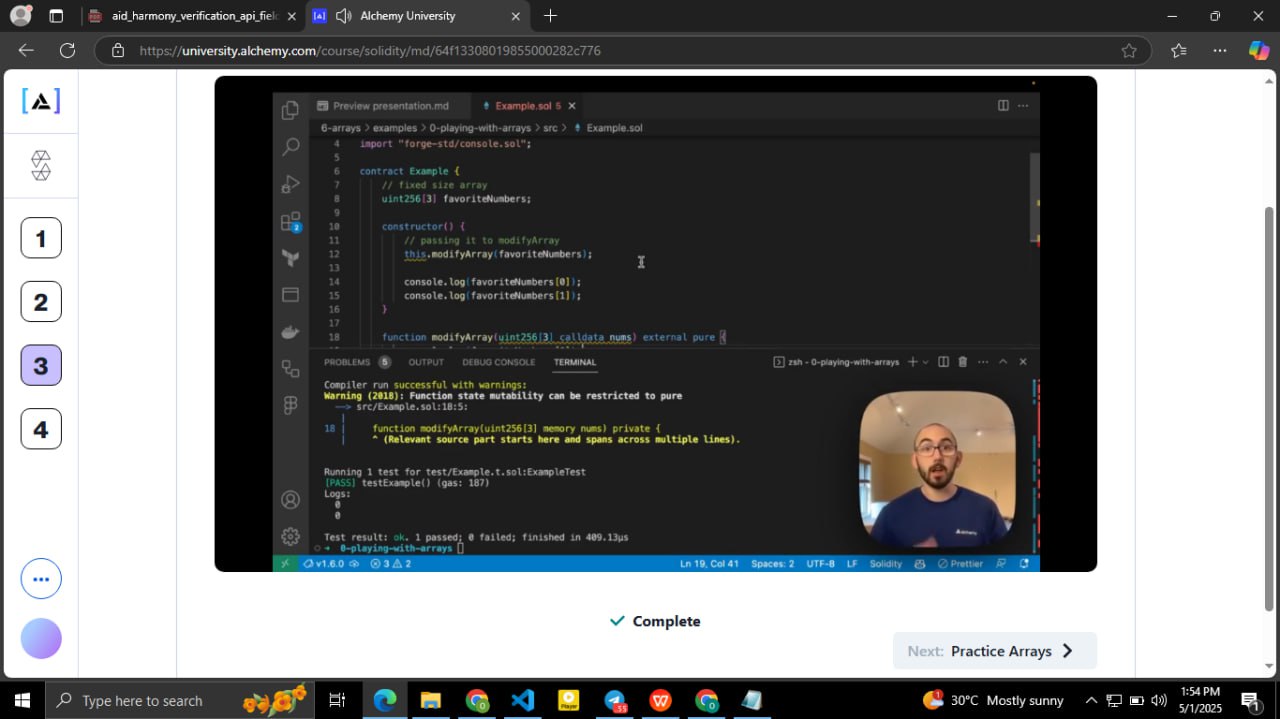 aid_harmony_verification_api_fiel
Alchemy University
https://university.alchemy.com/course/solidity/md/64f13308019855000282c776
1
2
3
4
Preview presentation.md
Example.sol 5
6-arrays > examples > 0-playing-with-arrays > src > Example.sol
4 import "forge-std/console.sol";
5
6 contract Example {
7 // fixed size array
8 uint256[3] favoriteNumbers;
9
10 constructor() {
11 // passing it to modifyArray
12 this.modifyArray(favoriteNumbers);
13
14 console.log(favoriteNumbers[0]);
15 console.log(favoriteNumbers[1]);
16 }
17
18 function modifyArray(uint256[3] calldata nums) external pure {
2
PROBLEMS 5 OUTPUT DEBUG CONSOLE TERMINAL
zsh - 0-playing-with-arrays
Compiler run successful with warnings:
Warning (2018): Function state mutability can be restricted to pure
--> src/Example.sol:18:5:
|
18 | function modifyArray(uint256[3] memory nums) private {
| ^ (Relevant source part starts here and spans across multiple lines).
Running 1 test for test/Example.t.sol:ExampleTest
[PASS] testExample() (gas: 187)
Logs:
0
0
Test result: ok. 1 passed; 0 failed; finished in 409.13µs
→ 0-playing-with-arrays
alchemy
v1.6.0 3 2
Ln 19, Col 41 Spaces: 2 UTF-8 LF Solidity Prettier
Complete
Next: Practice Arrays
Type here to search
Player
33
1
30°C Mostly sunny
1:54 PM
5/1/2025
1